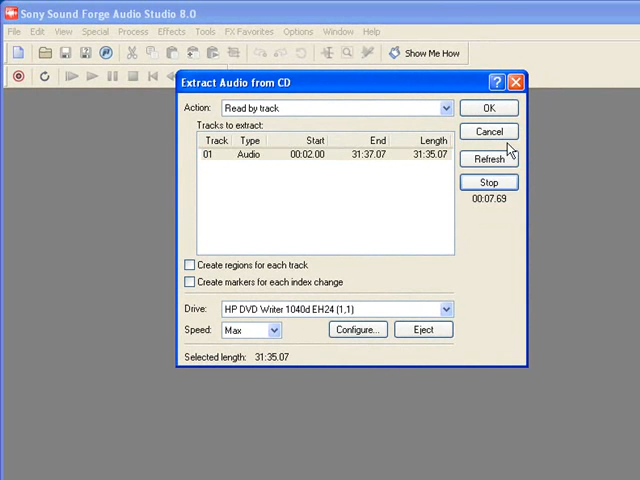 Sony Sound Forge Audio Studio 8.0
File Edit View Special Process Effects Tools FX Favorites Options Window Help
Show Me How
Extract Audio from CD
Action: Read by track OK
Tracks to extract: Cancel
Track Type Start End Length
01 Audio 00:02.00 31:37.07 31:35.07
Refresh
Stop
00:07.69
Create regions for each track
Create markers for each index change
Drive: HP DVD Writer 1040d EH24 (1,1)
Speed: Max Configure... Eject
Selected length: 31:35.07